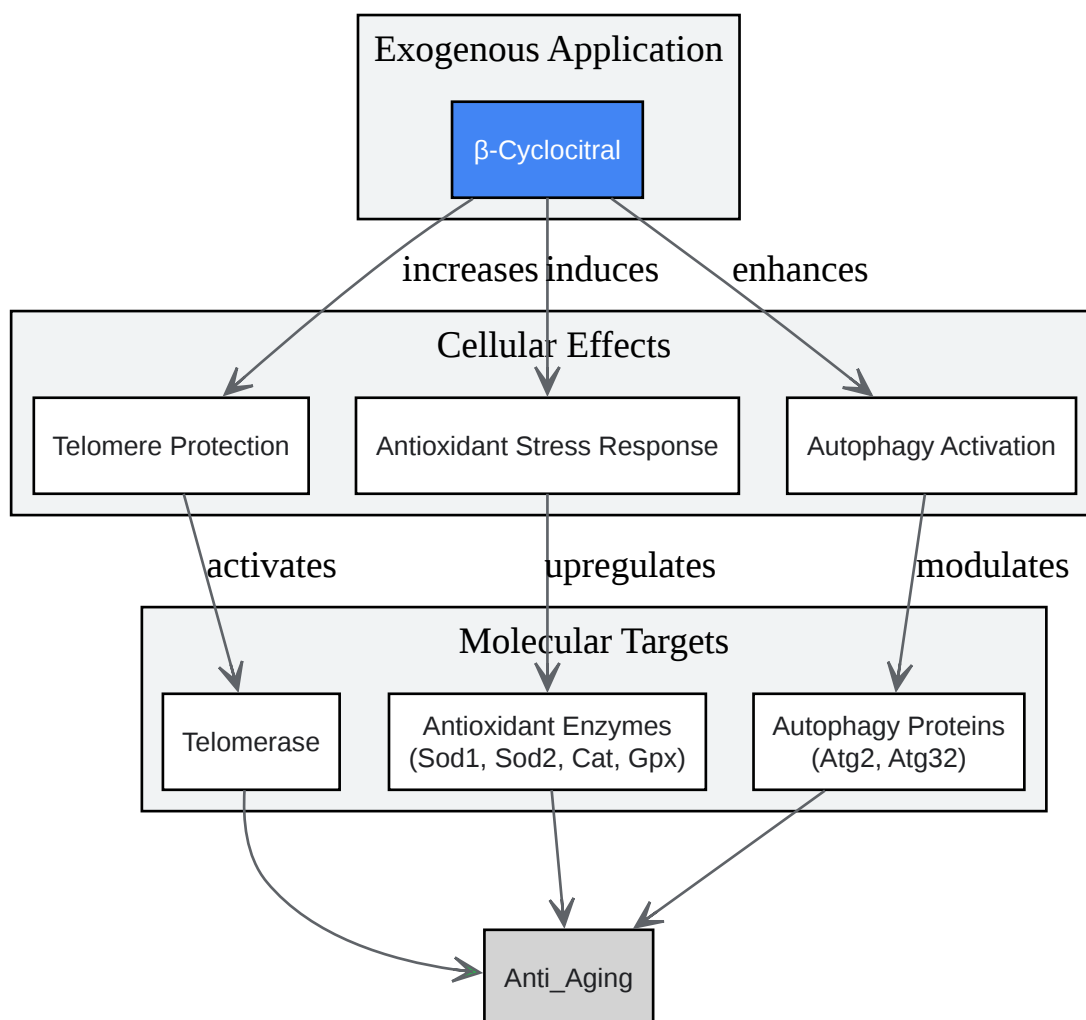 Exogenous Application
β-Cyclocitral
increases
induces
enhances
Cellular Effects
Telomere Protection
Antioxidant Stress Response
Autophagy Activation
activates
upregulates
modulates
Molecular Targets
Telomerase
Antioxidant Enzymes
(Sod1, Sod2, Cat, Gpx)
Autophagy Proteins
(Atg2, Atg32)
Anti_Aging